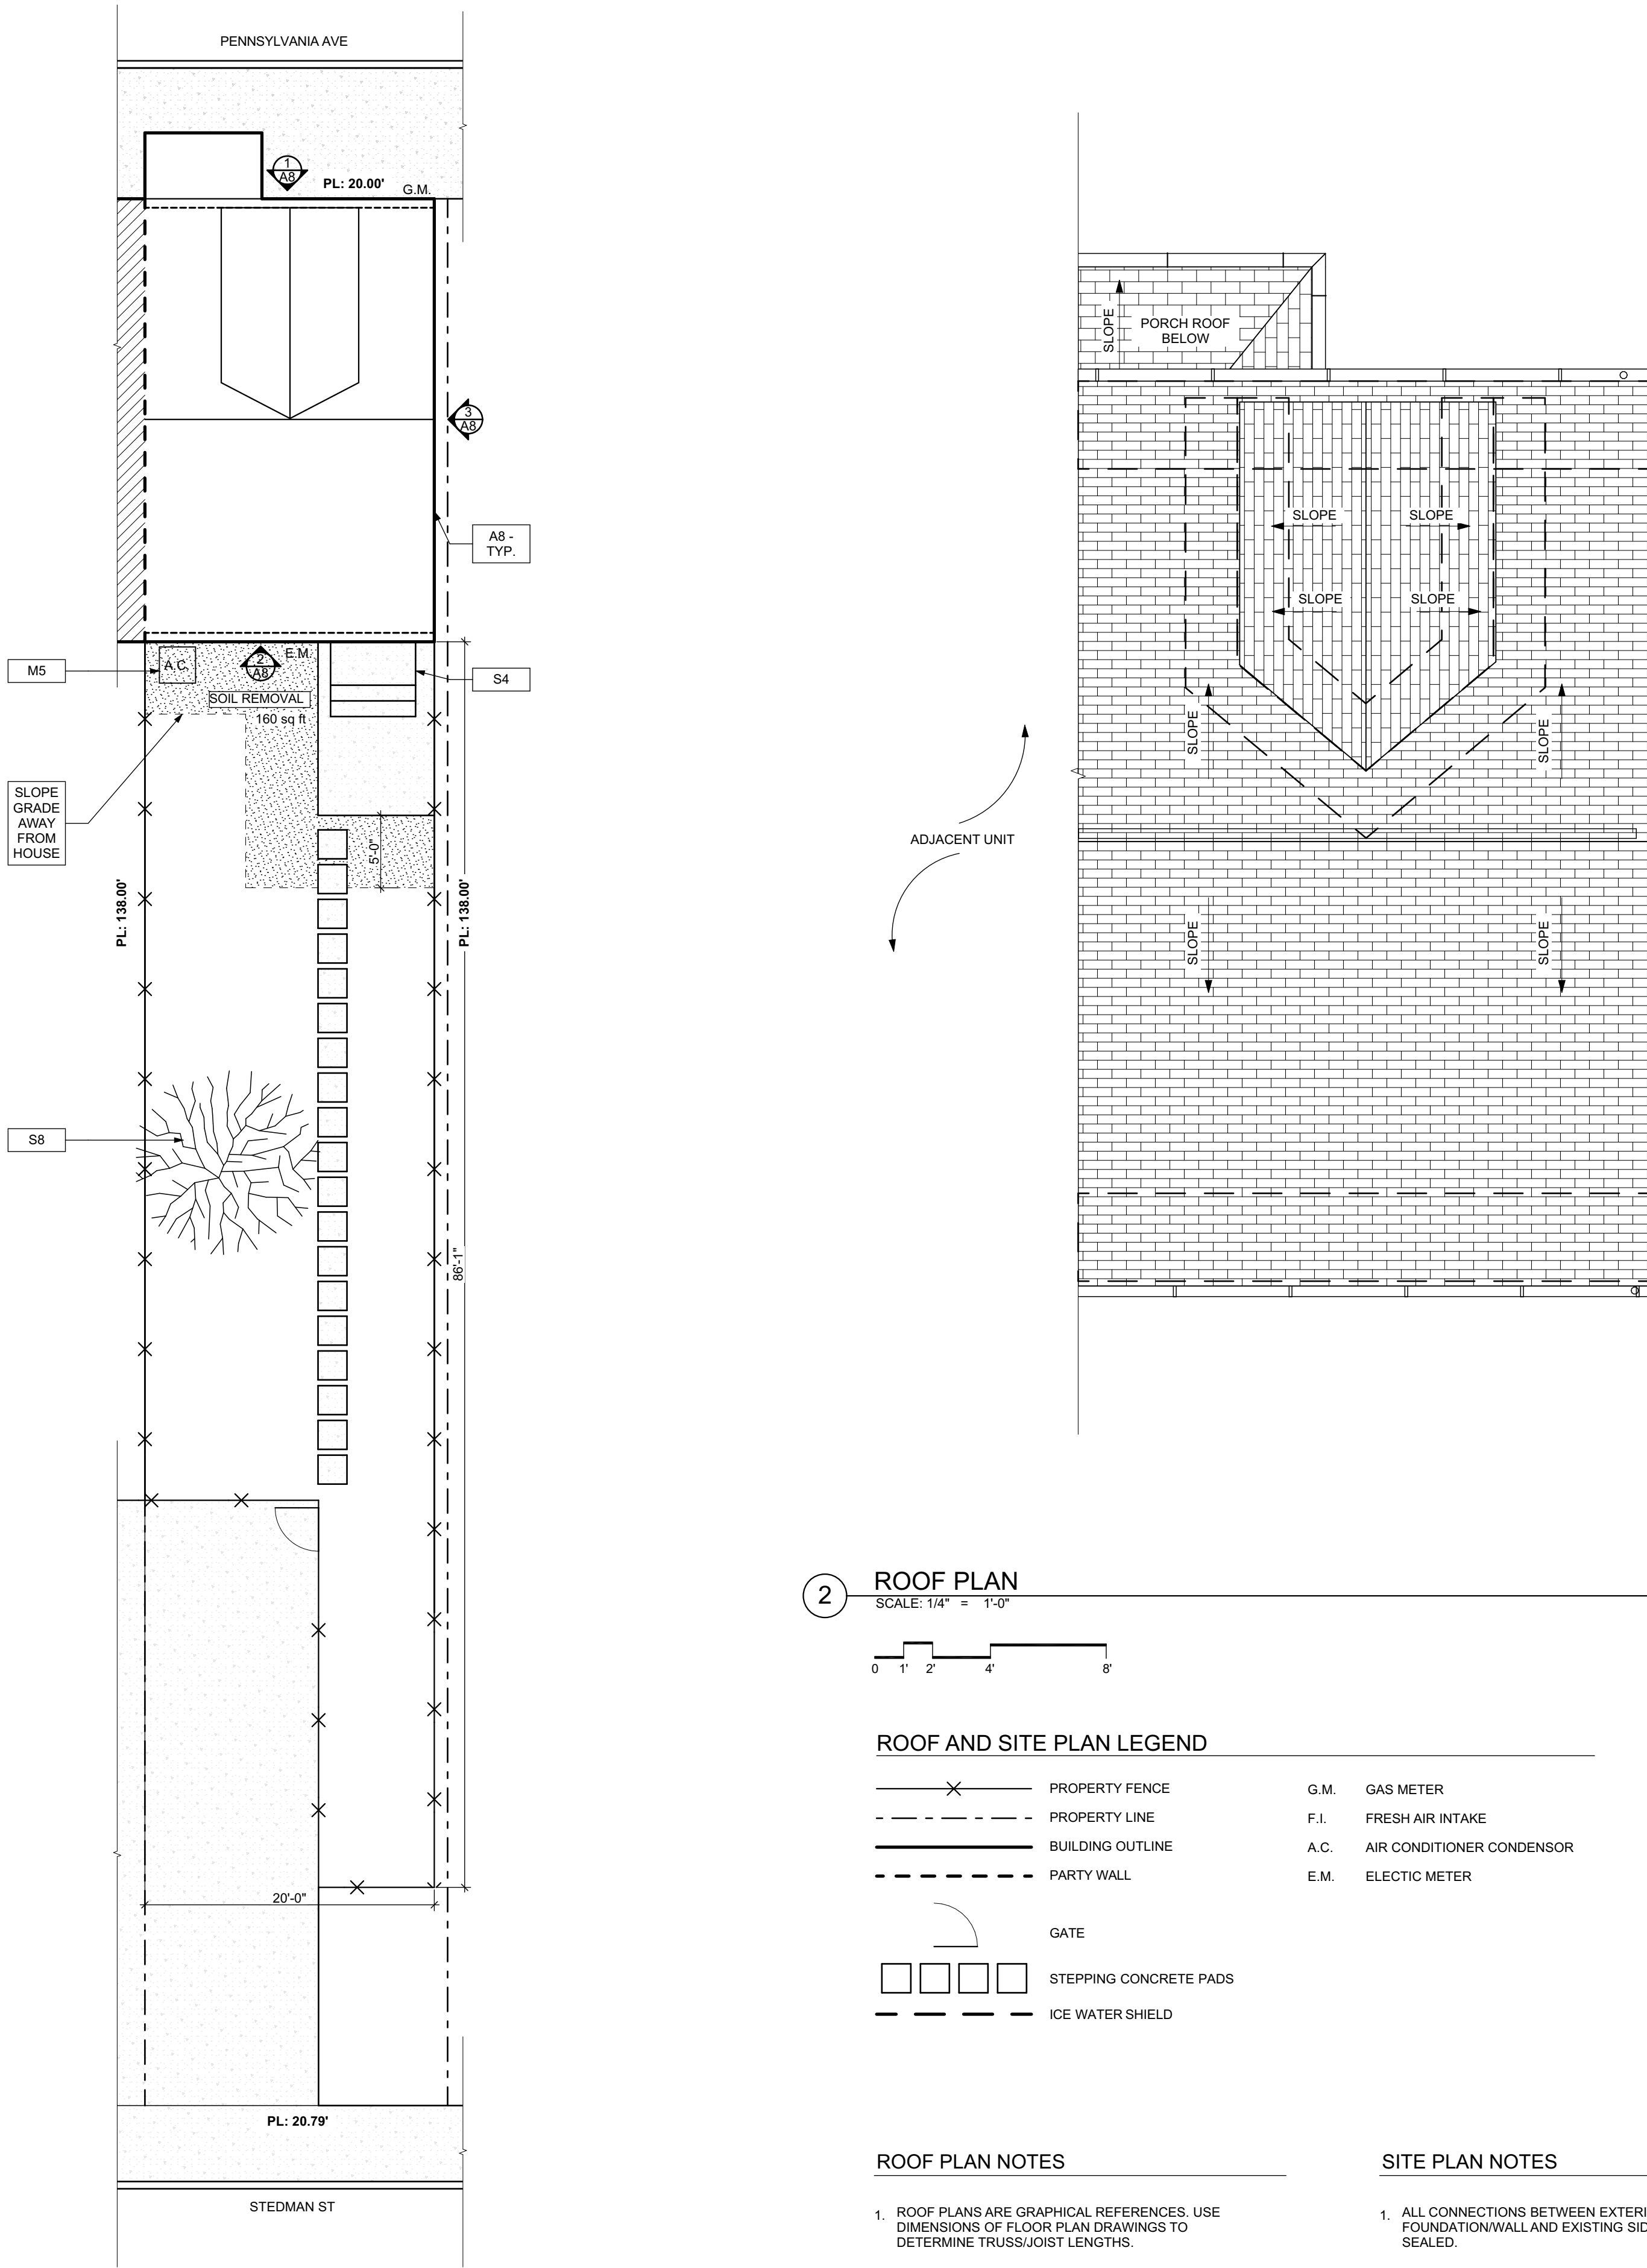 PENNSYLVANIA AVE
1
A8
PL: 20.00'
G.M.
3
A8
A8 -
TYP.
M5
A.C.
2
A8
E.M.
S4
SOIL REMOVAL
160 sq ft
SLOPE
GRADE
AWAY
FROM
HOUSE
5'-0"
PL: 138.00'
PL: 138.00'
S8
86'-1"
20'-0"
PL: 20.79'
STEDMAN ST
SLOPE
PORCH ROOF
BELOW
SLOPE
SLOPE
SLOPE
SLOPE
SLOPE
SLOPE
ADJACENT UNIT
SLOPE
SLOPE
2
ROOF PLAN
SCALE: 1/4" = 1'-0"
0 1' 2' 4' 8'
ROOF AND SITE PLAN LEGEND
PROPERTY FENCE
PROPERTY LINE
BUILDING OUTLINE
PARTY WALL
GATE
STEPPING CONCRETE PADS
ICE WATER SHIELD
G.M. GAS METER
F.I. FRESH AIR INTAKE
A.C. AIR CONDITIONER CONDENSOR
E.M. ELECTIC METER
ROOF PLAN NOTES
1. ROOF PLANS ARE GRAPHICAL REFERENCES. USE
DIMENSIONS OF FLOOR PLAN DRAWINGS TO
DETERMINE TRUSS/JOIST LENGTHS.
SITE PLAN NOTES
1. ALL CONNECTIONS BETWEEN EXTERI
FOUNDATION/WALL AND EXISTING SID
SEALED.